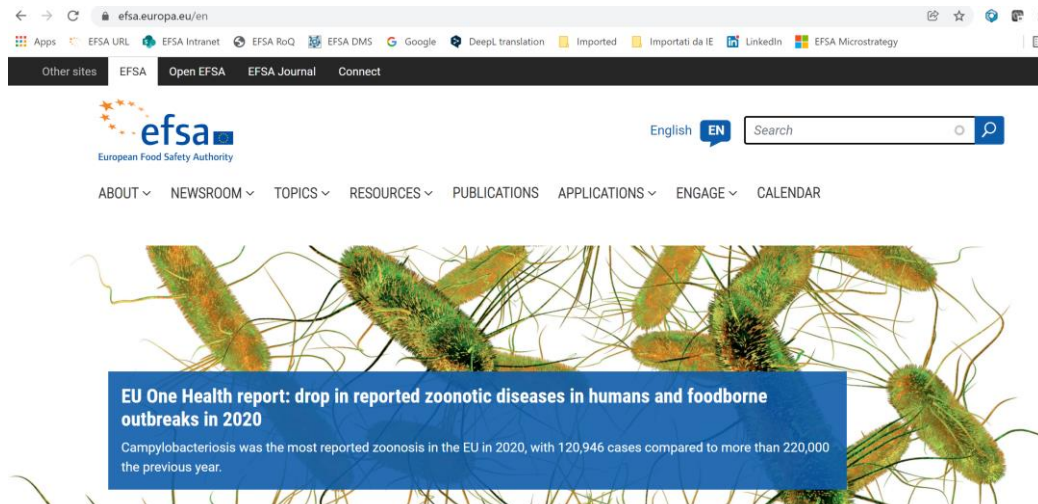 efsa.europa.eu/en
Apps EFSA URL EFSA Intranet EFSA RoQ EFSA DMS Google DeepL translation Imported Importati da IE LinkedIn EFSA Microstrategy
Other sites EFSA Open EFSA EFSA Journal Connect
efsa
European Food Safety Authority
English EN Search
ABOUT NEWSROOM TOPICS RESOURCES PUBLICATIONS APPLICATIONS ENGAGE CALENDAR
EU One Health report: drop in reported zoonotic diseases in humans and foodborne
outbreaks in 2020
Campylobacteriosis was the most reported zoonosis in the EU in 2020, with 120,946 cases compared to more than 220,000
the previous year.